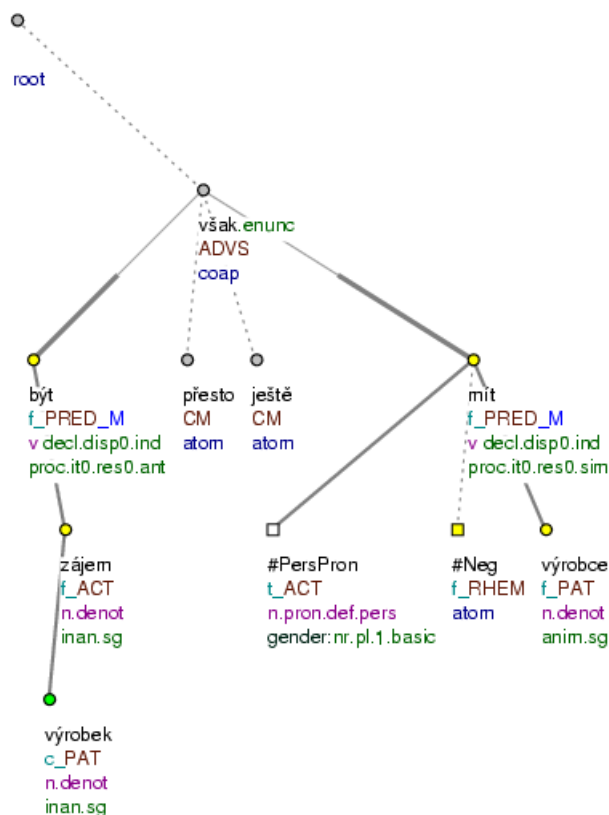 root
však.enunc
ADVS
coap
být
f_PRED_M
v decl.disp0.ind
proc.it0.res0.ant
přesto
CM
atom
ještě
CM
atom
mít
f_PRED_M
v decl.disp0.ind
proc.it0.res0.sim
zájem
f_ACT
n.denot
inan.sg
#PersPron
t_ACT
n.pron.def.pers
gender:nr.pl.1.basic
#Neg
f_RHEM
atom
výrobce
f_PAT
n.denot
anim.sg
výrobek
c_PAT
n.denot
inan.sg